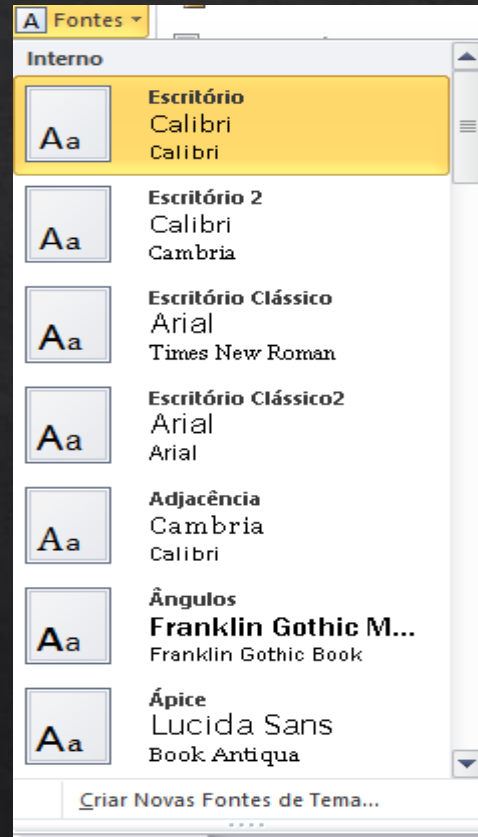 A Fontes
Interno
Aa
Escritório
Calibri
Calibri
Aa
Escritório 2
Calibri
Cambria
Aa
Escritório Clássico
Arial
Times New Roman
Aa
Escritório Clássico2
Arial
Arial
Aa
Adjacência
Cambria
Calibri
Aa
Ângulos
Franklin Gothic M...
Franklin Gothic Book
Aa
Ápice
Lucida Sans
Book Antiqua
Criar Novas Fontes de Tema...